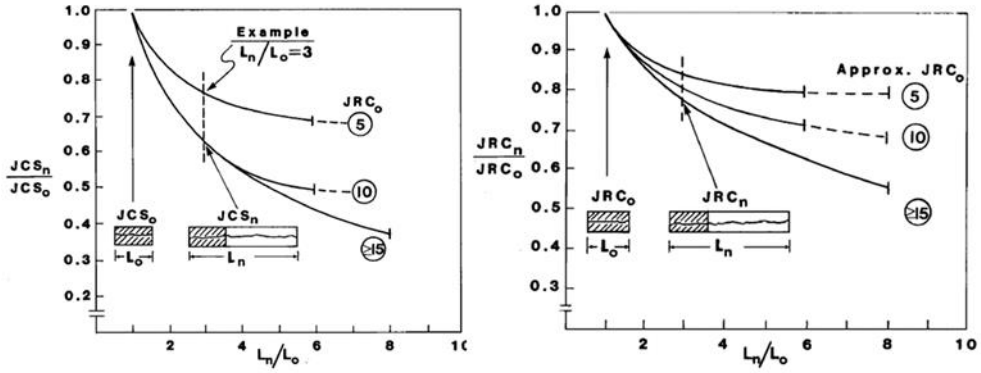 1.0
0.9
0.8
0.7
0.6
0.5
0.4
0.3
0.2
JCSn
JCSo
Example
Ln/Lo=3
JRCo
5
10
≥15
JCSo
JCSn
Lo
Ln
2
4
6
8
10
Ln/Lo
1.0
0.9
0.8
0.7
0.6
0.5
0.4
0.3
JRCn
JRCo
Approx. JRCo
5
10
≥15
JRCo
JRCn
Lo
Ln
2
4
6
8
10
Ln/Lo